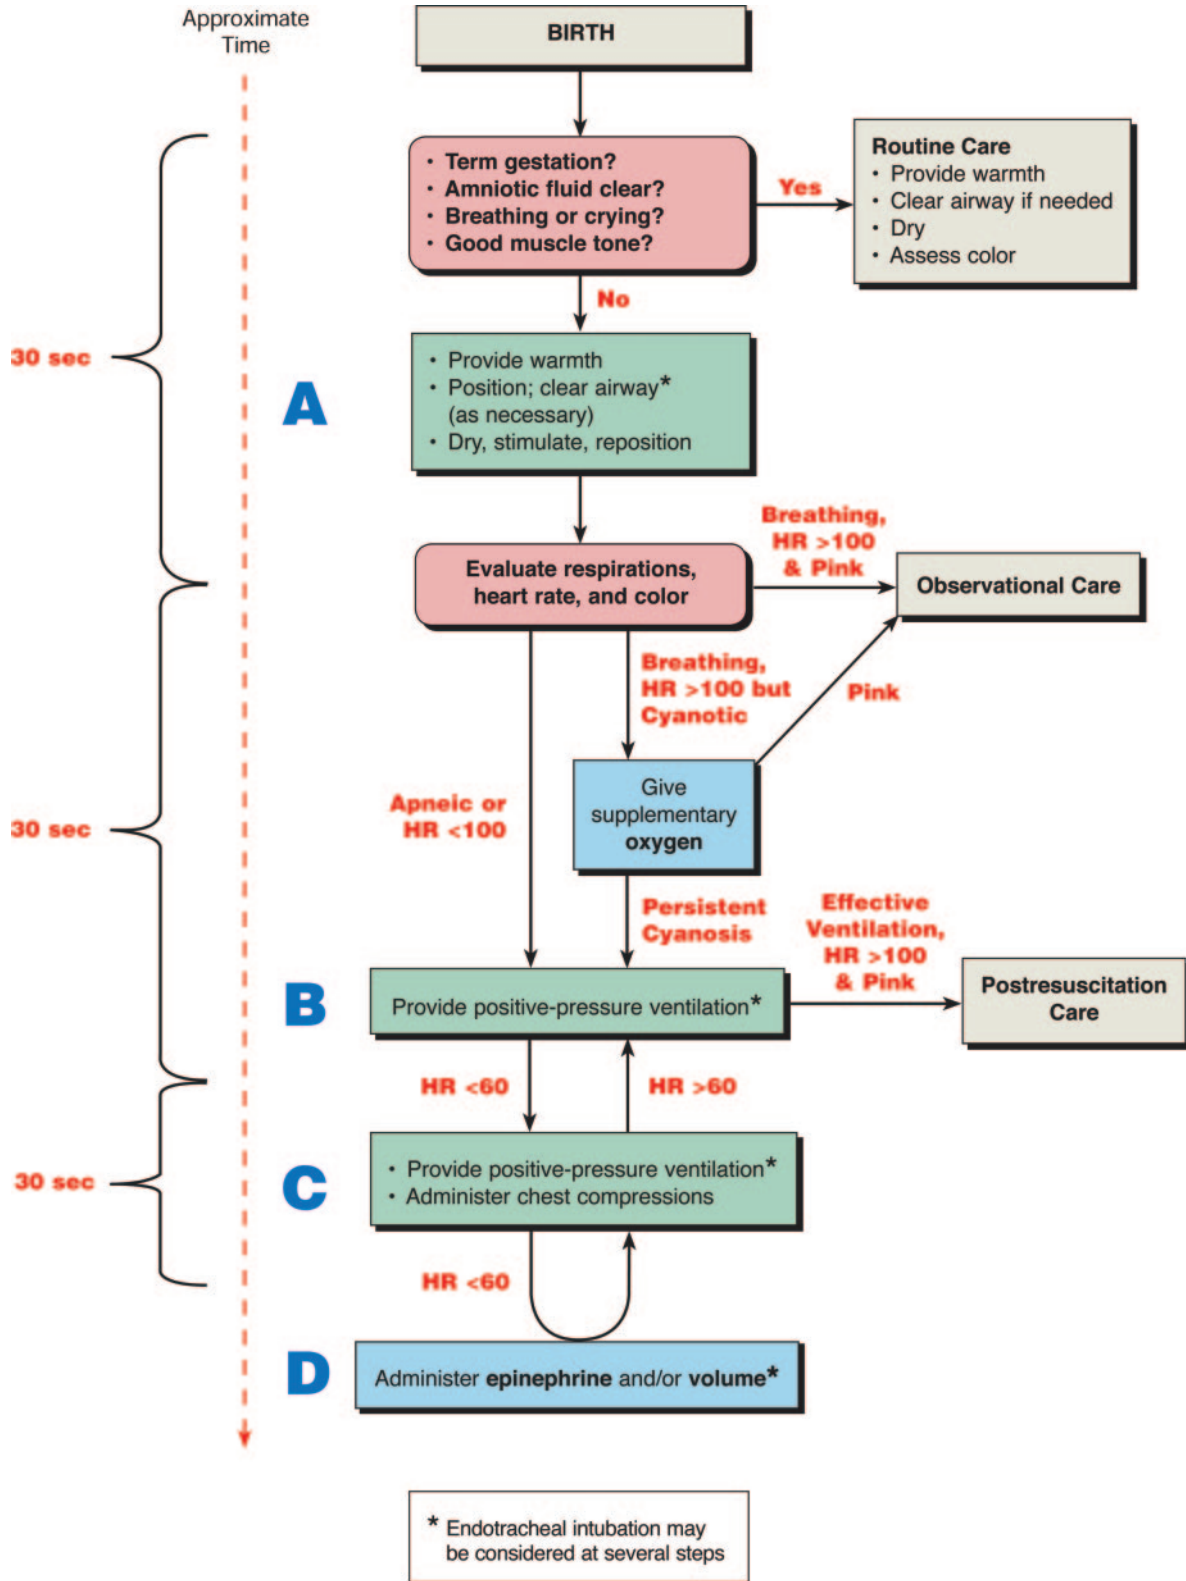 Approximate
Time
BIRTH
• Term gestation?
• Amniotic fluid clear?
• Breathing or crying?
• Good muscle tone?
Yes
Routine Care
• Provide warmth
• Clear airway if needed
• Dry
• Assess color
No
30 sec
A
• Provide warmth
• Position; clear airway*
(as necessary)
• Dry, stimulate, reposition
Breathing,
HR >100
& Pink
Evaluate respirations,
heart rate, and color
Observational Care
Breathing,
HR >100 but
Cyanotic
Pink
Give
supplementary
oxygen
Apneic or
HR <100
30 sec
Persistent
Cyanosis
Effective
Ventilation,
HR >100
& Pink
B
Provide positive-pressure ventilation*
Postresuscitation
Care
HR <60
HR >60
30 sec
C
• Provide positive-pressure ventilation*
• Administer chest compressions
HR <60
D
Administer epinephrine and/or volume*
* Endotracheal intubation may
be considered at several steps